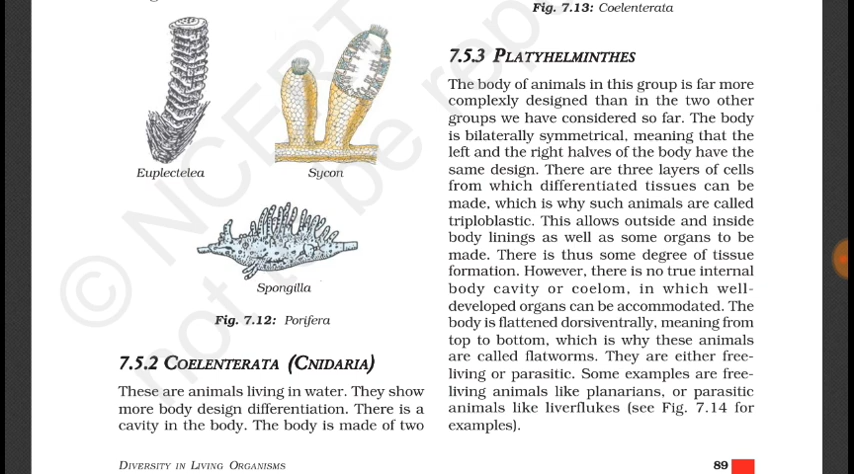 Fig. 7.13: Coelenterata
Euplectelea
Sycon
Spongilla
Fig. 7.12: Porifera
7.5.2 COELENTERATA (CNIDARIA)
These are animals living in water. They show
more body design differentiation. There is a
cavity in the body. The body is made of two
7.5.3 PLATYHELMINTHES
The body of animals in this group is far more
complexly designed than in the two other
groups we have considered so far. The body
is bilaterally symmetrical, meaning that the
left and the right halves of the body have the
same design. There are three layers of cells
from which differentiated tissues can be
made, which is why such animals are called
triploblastic. This allows outside and inside
body linings as well as some organs to be
made. There is thus some degree of tissue
formation. However, there is no true internal
body cavity or coelom, in which well-
developed organs can be accommodated. The
body is flattened dorsiventrally, meaning from
top to bottom, which is why these animals
are called flatworms. They are either free-
living or parasitic. Some examples are free-
living animals like planarians, or parasitic
animals like liverflukes (see Fig. 7.14 for
examples).
DIVERSITY IN LIVING ORGANISMS
89
© NCERT
not be rep